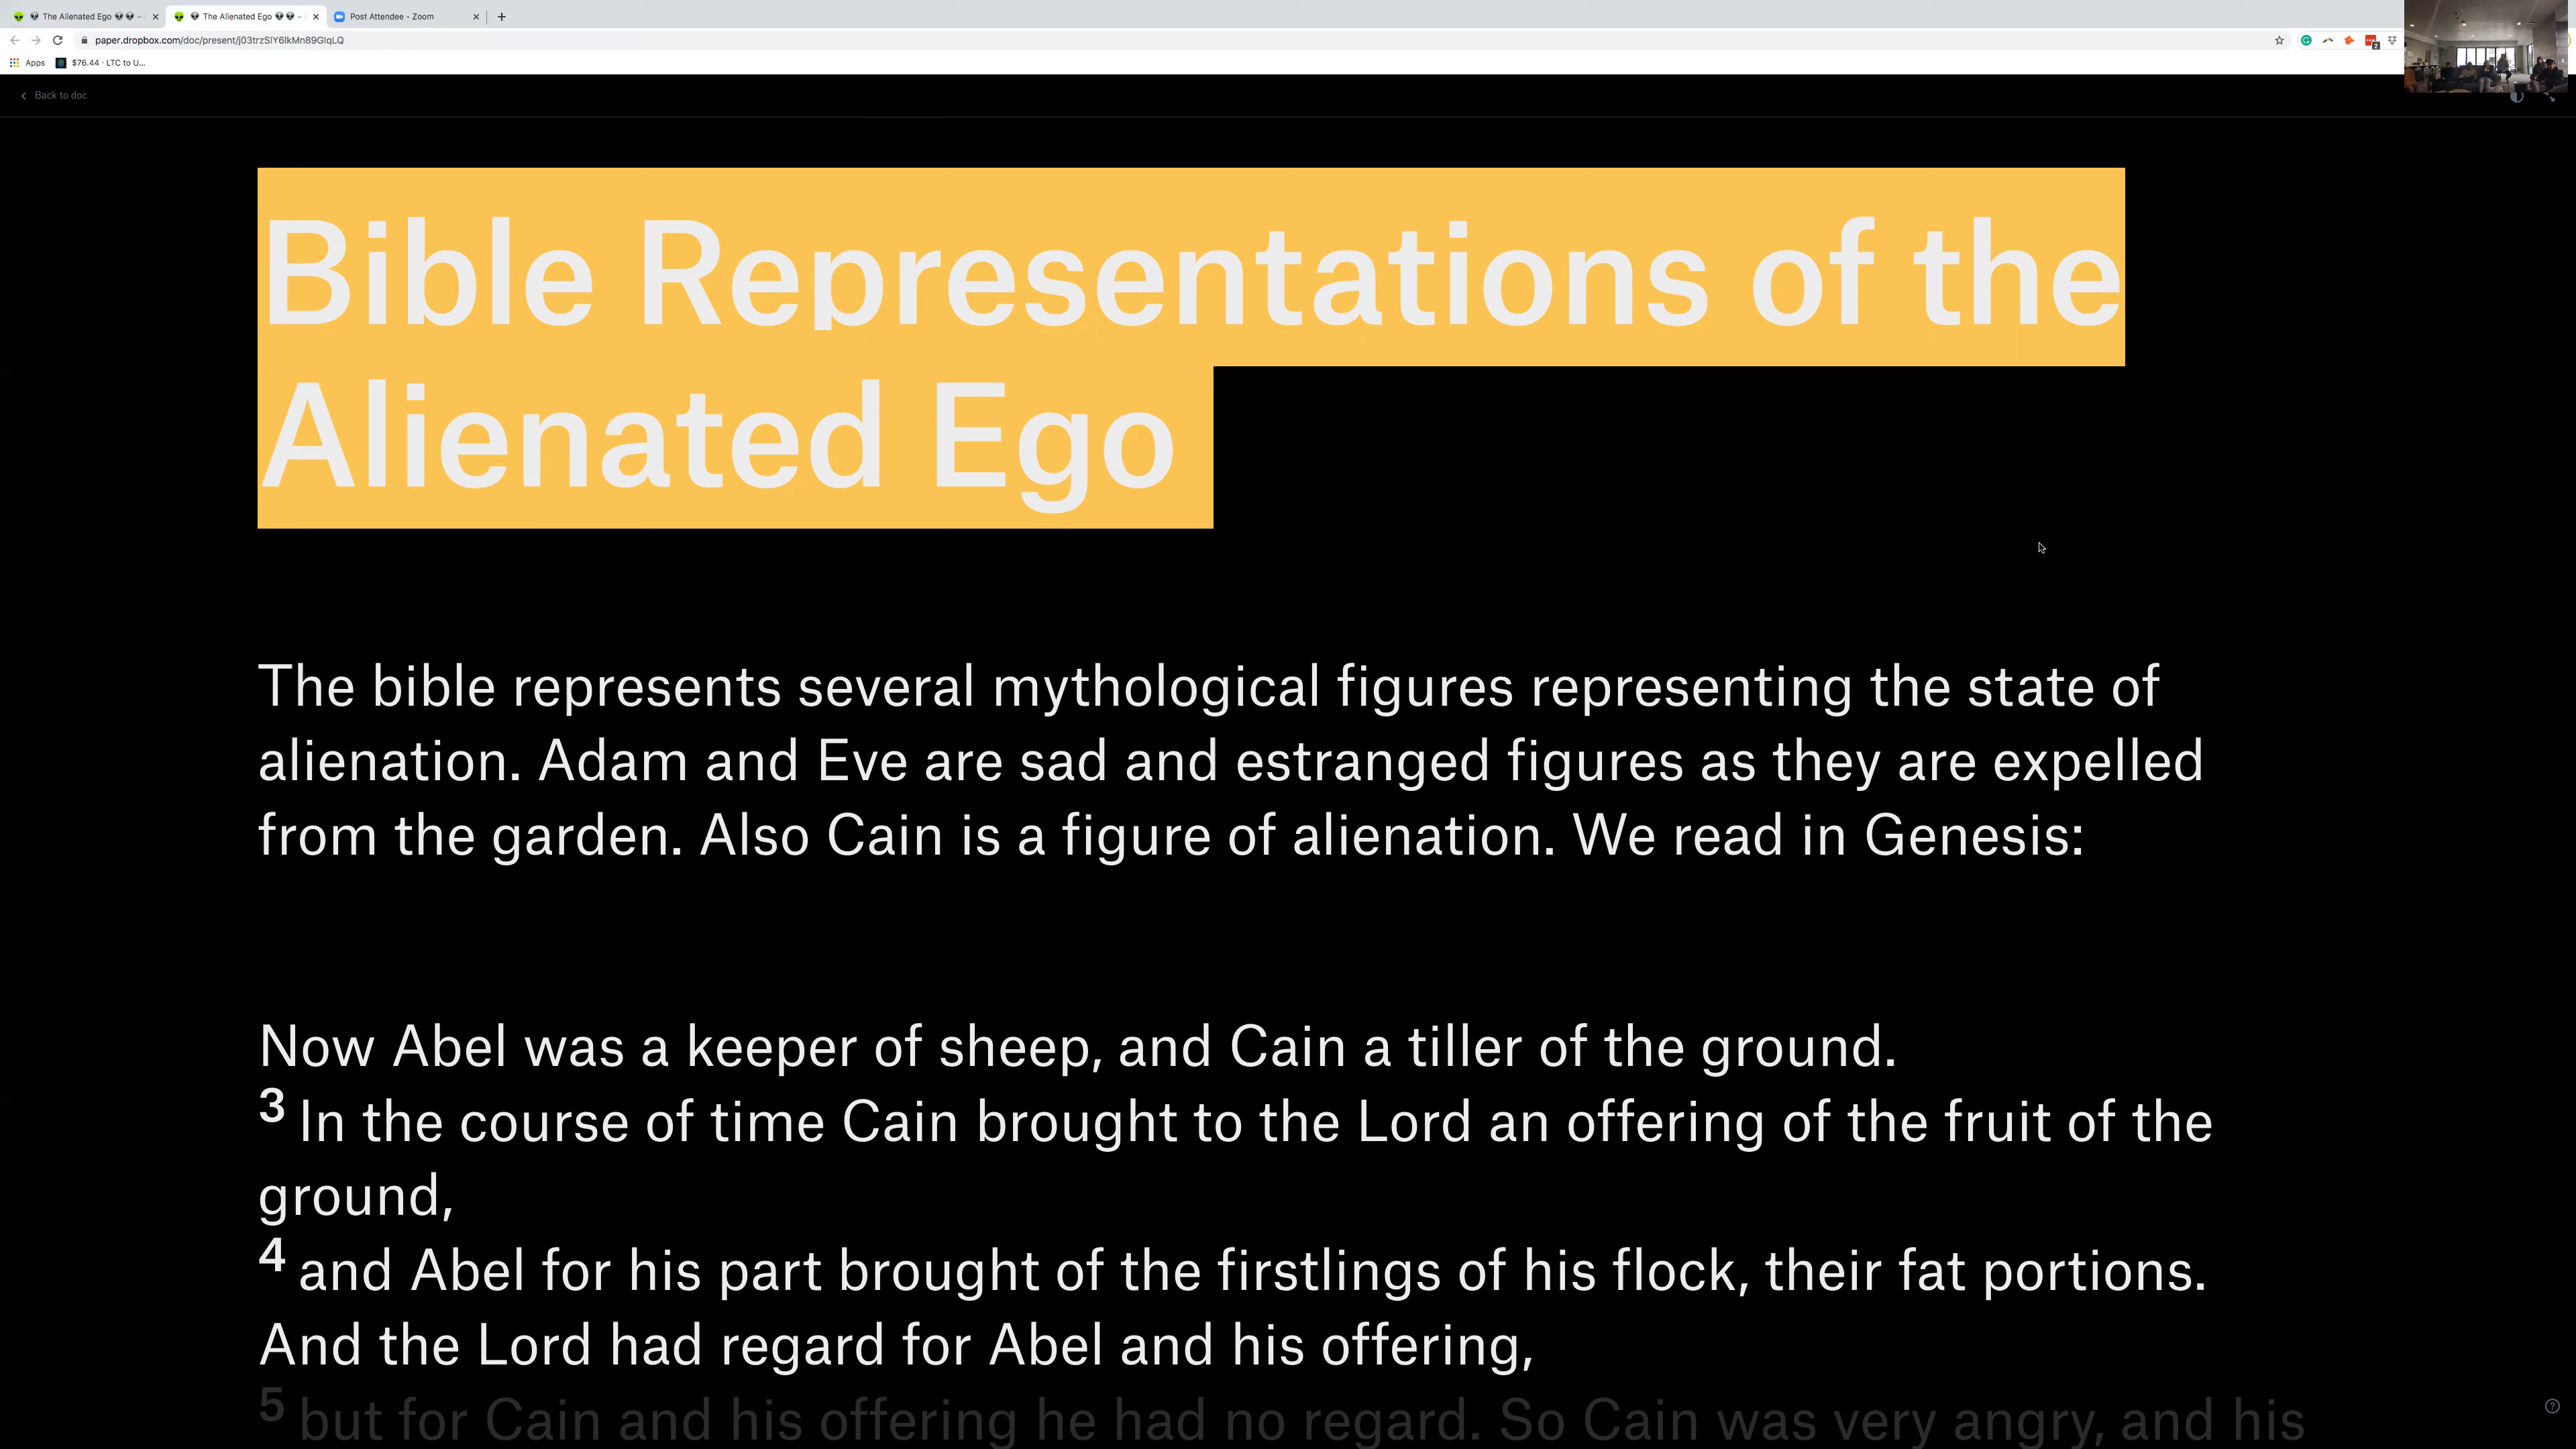 The Alienated Ego
The Alienated Ego
Post Attendee - Zoom
Apps
$76.44 · LTC to U...
Back to doc
Bible Representations of the
Alienated Ego
The bible represents several mythological figures representing the state of
alienation. Adam and Eve are sad and estranged figures as they are expelled
from the garden. Also Cain is a figure of alienation. We read in Genesis:
Now Abel was a keeper of sheep, and Cain a tiller of the ground.
3 In the course of time Cain brought to the Lord an offering of the fruit of the
ground,
4 and Abel for his part brought of the firstlings of his flock, their fat portions.
And the Lord had regard for Abel and his offering,
5 but for Cain and his offering he had no regard. So Cain was very angry, and his